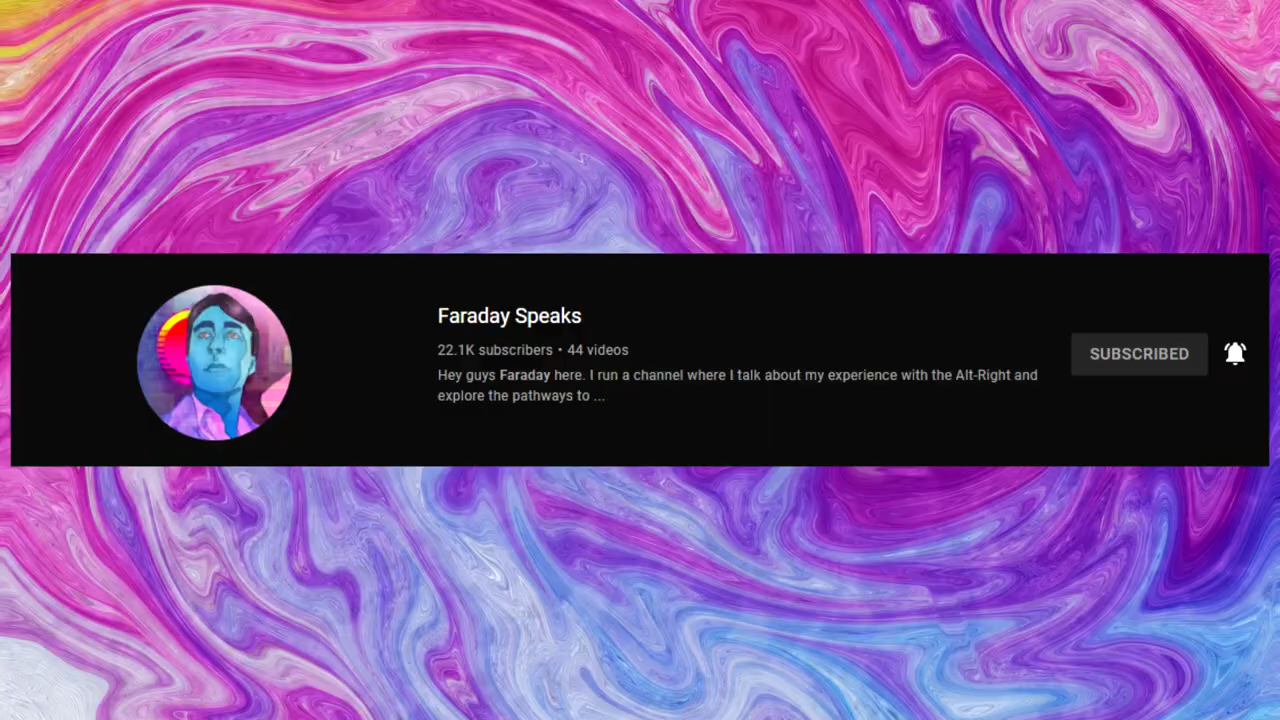 Faraday Speaks
22.1K subscribers • 44 videos
Hey guys Faraday here. I run a channel where I talk about my experience with the Alt-Right and
explore the pathways to ...
SUBSCRIBED